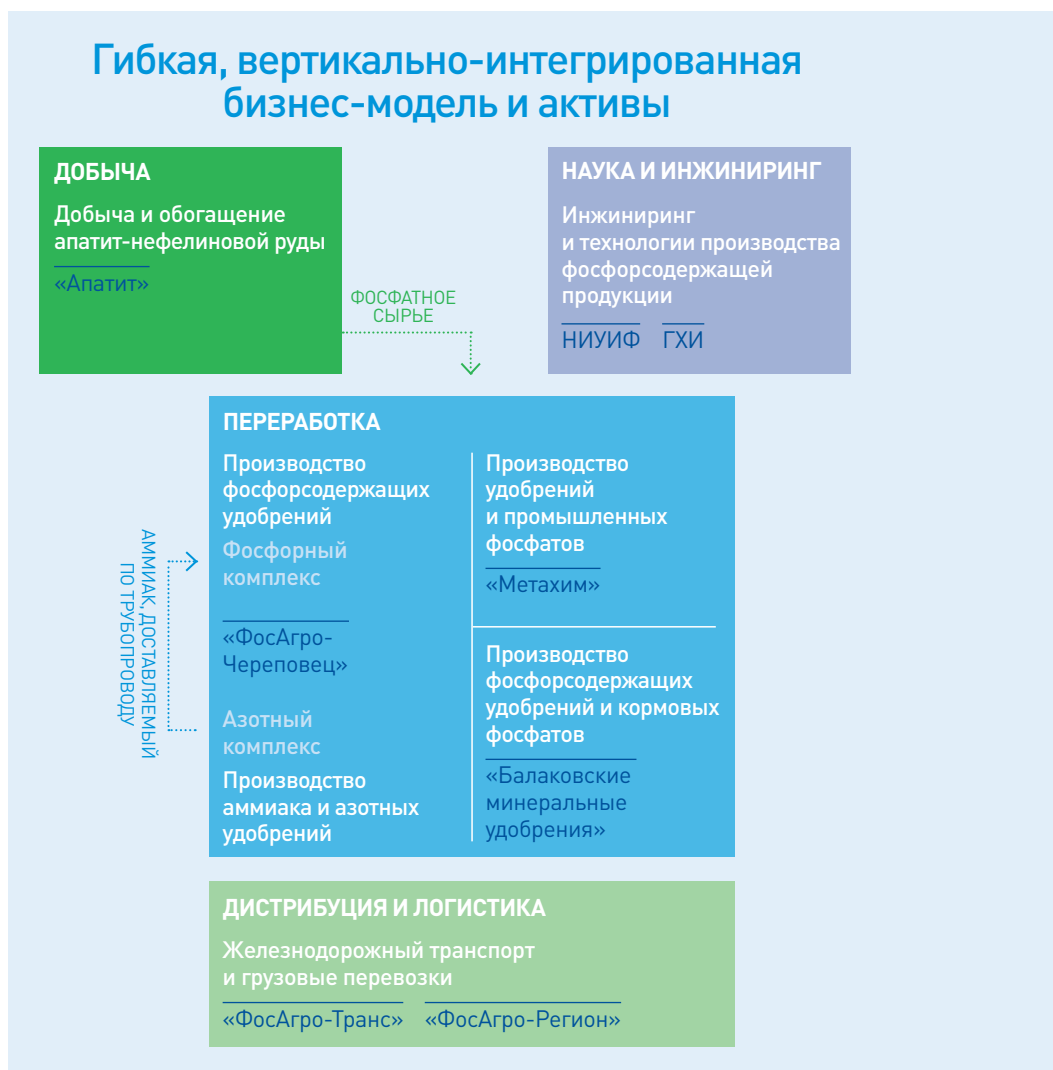 Гибкая, вертикально-интегрированная
бизнес-модель и активы
ДОБЫЧА
Добыча и обогащение
апатит-нефелиновой руды
«Апатит»
ФОСФАТНОЕ
СЫРЬЕ
НАУКА И ИНЖИНИРИНГ
Инжиниринг
и технологии производства
фосфорсодержащей
продукции
НИУИФ ГХИ
ПЕРЕРАБОТКА
Производство
фосфорсодержащих
удобрений
Фосфорный
комплекс
«ФосАгро-
Череповец»
Азотный
комплекс
Производство
аммиака и азотных
удобрений
Производство
удобрений
и промышленных
фосфатов
«Метахим»
Производство
фосфорсодержащих
удобрений и кормовых
фосфатов
«Балаковские
минеральные
удобрения»
АММИАК, ДОСТАВЛЯЕМЫЙ
ПО ТРУБОПРОВОДУ
ДИСТРИБУЦИЯ И ЛОГИСТИКА
Железнодорожный транспорт
и грузовые перевозки
«ФосАгро-Транс» «ФосАгро-Регион»